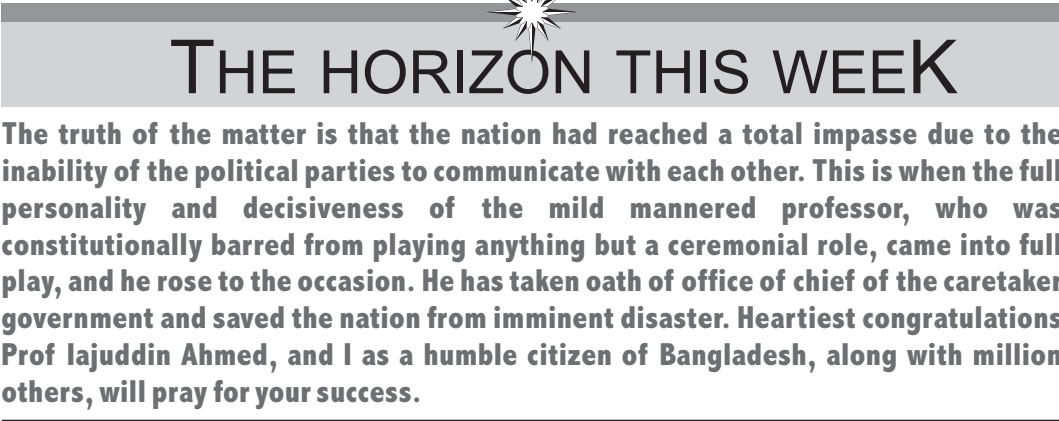 THE HORIZON THIS WEEK
The truth of the matter is that the nation had reached a total impasse due to the
inability of the political parties to communicate with each other. This is when the full
personality and decisiveness of the mild mannered professor, who was
constitutionally barred from playing anything but a ceremonial role, came into full
play, and he rose to the occasion. He has taken oath of office of chief of the caretaker
government and saved the nation from imminent disaster. Heartiest congratulations
Prof Iajuddin Ahmed, and I as a humble citizen of Bangladesh, along with million
others, will pray for your success.